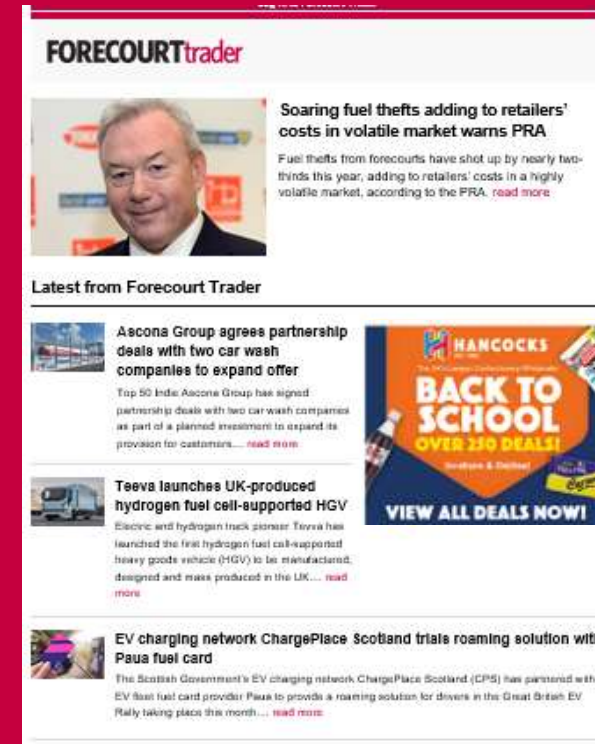 FORECOURTtrader
Soaring fuel thefts adding to retailers'
costs in volatile market warns PRA
Fuel thefts from forecourts have shot up by nearly two-
thirds this year, adding to retailers' costs in a highly
volatile market, according to the PRA. read more
Latest from Forecourt Trader
Ascona Group agrees partnership
deals with two car wash
companies to expand offer
Top 50 Indie Ascona Group has signed
partnership deals with two car wash companies
as part of a planned investment to expand its
provision for customers.... read more
HANCOCKS
BACK TO
SCHOOL
OVER 250 DEALS!
Instore & Online!
VIEW ALL DEALS NOW!
Teeva launches UK-produced
hydrogen fuel cell-supported HGV
Electric and hydrogen truck pioneer Tevva has
launched the first hydrogen fuel cell-supported
heavy goods vehicle (HGV) to be manufactured,
designed and mass produced in the UK.... read
more
EV charging network ChargePlace Scotland trials roaming solution with
Paua fuel card
The Scottish Government's EV charging network ChargePlace Scotland (CPS) has partnered with
EV fleet fuel card provider Paua to provide a roaming solution for drivers in the Great British EV
Rally taking place this month.... read more